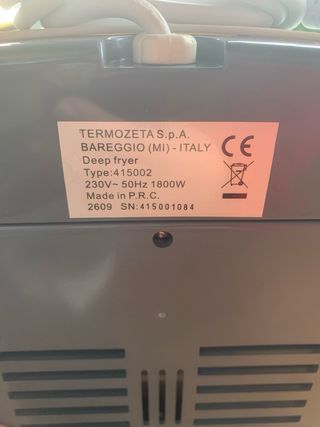 TERMOZETA S.p.A.
BAREGGIO (MI) - ITALY
Deep fryer
Type:415002
230V~ 50Hz 1800W
Made in P.R.C.
2609 SN:415001084
CE